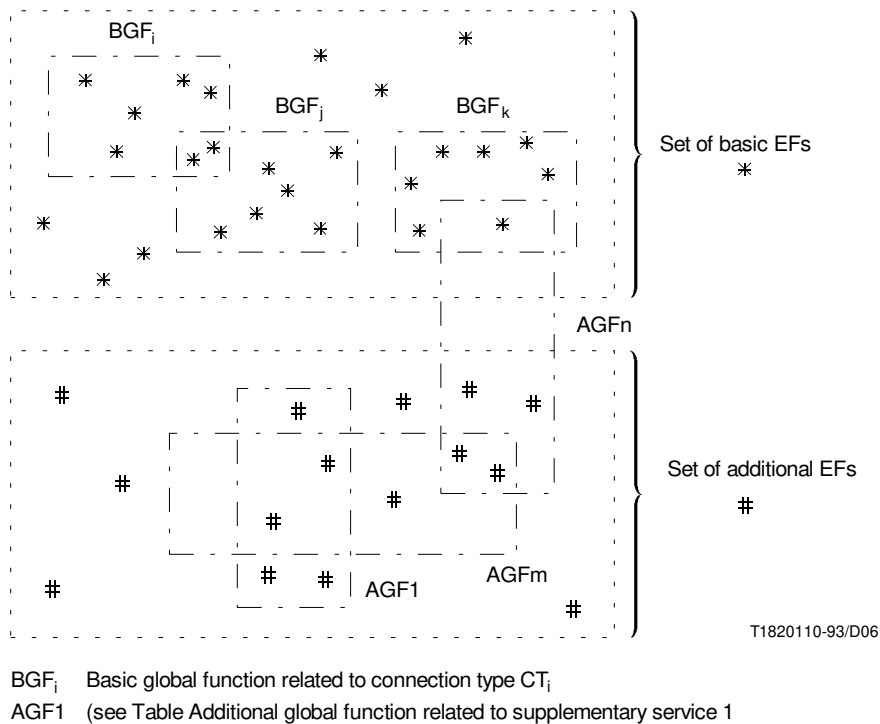 BGFi
BGFj
BGFk
Set of basic EFs
*
AGFn
Set of additional EFs
#
AGFm
AGF1
T1820110-93/D06
BGFi Basic global function related to connection type CTi
AGF1 (see Table Additional global function related to supplementary service 1